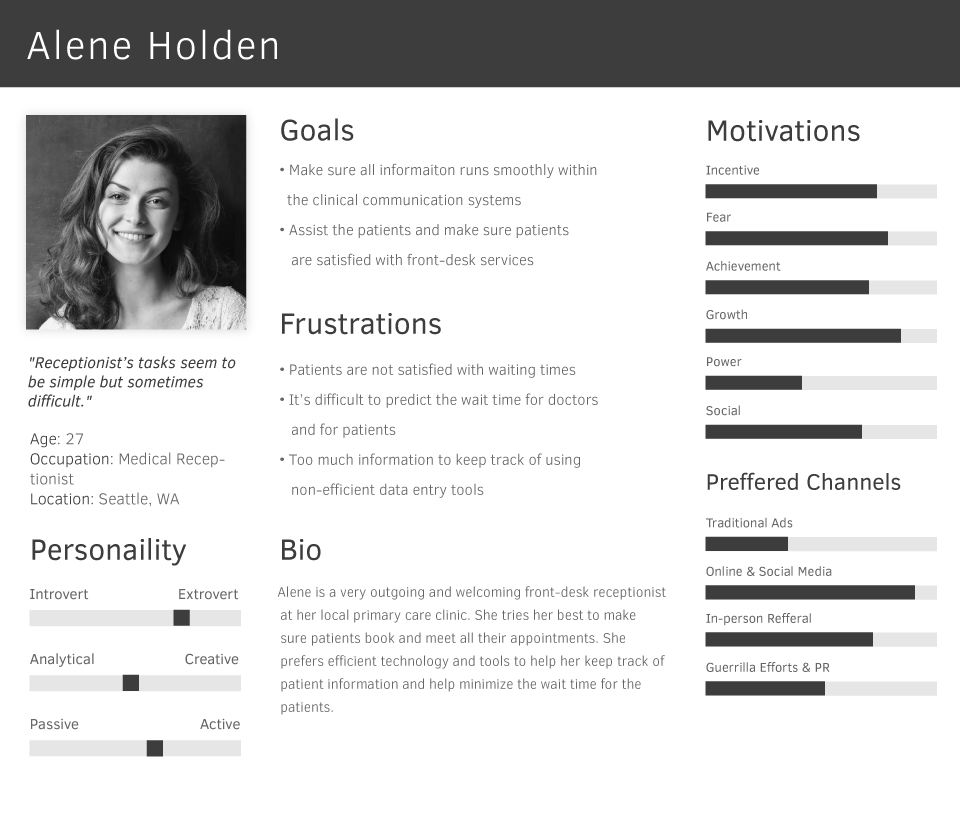 Alene Holden
"Receptionist's tasks seem to
be simple but sometimes
difficult."
Age: 27
Occupation: Medical Recep-
tionist
Location: Seattle, WA
Personaility
Introvert Extrovert
Analytical Creative
Passive Active
Goals
• Make sure all informaiton runs smoothly within
the clinical communication systems
• Assist the patients and make sure patients
are satisfied with front-desk services
Frustrations
• Patients are not satisfied with waiting times
• It's difficult to predict the wait time for doctors
and for patients
• Too much information to keep track of using
non-efficient data entry tools
Bio
Alene is a very outgoing and welcoming front-desk receptionist
at her local primary care clinic. She tries her best to make
sure patients book and meet all their appointments. She
prefers efficient technology and tools to help her keep track of
patient information and help minimize the wait time for the
patients.
Motivations
Incentive
Fear
Achievement
Growth
Power
Social
Preffered Channels
Traditional Ads
Online & Social Media
In-person Refferal
Guerrilla Efforts & PR